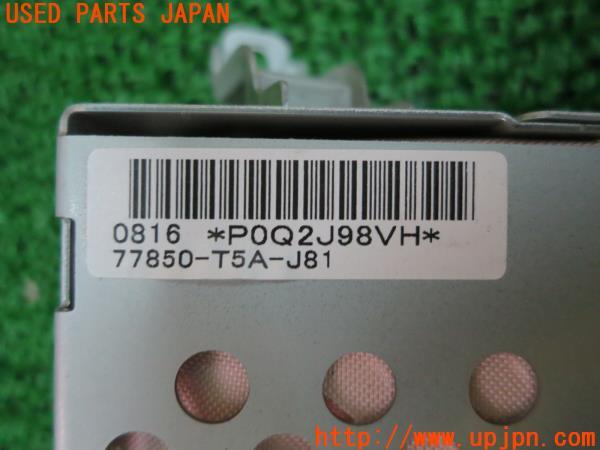 USED PARTS JAPAN
0816 *P0Q2J98VH*
77850-T5A-J81
http://www.upjpn.com/